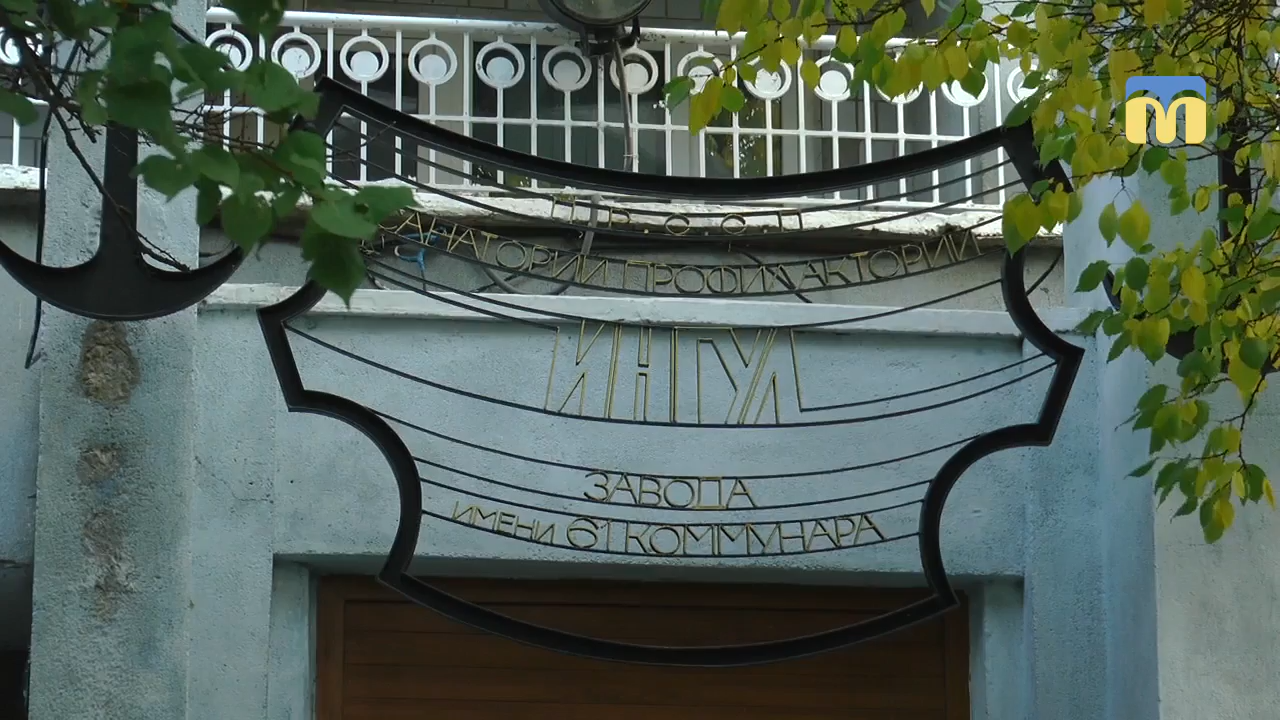 У.Р.С.С.П.
САНАТОРИЙ ПРОФИЛАКТОРИЙ
ИНГУЛ
ЗАВОДА
ИМЕНИ 61 КОММУНАРА